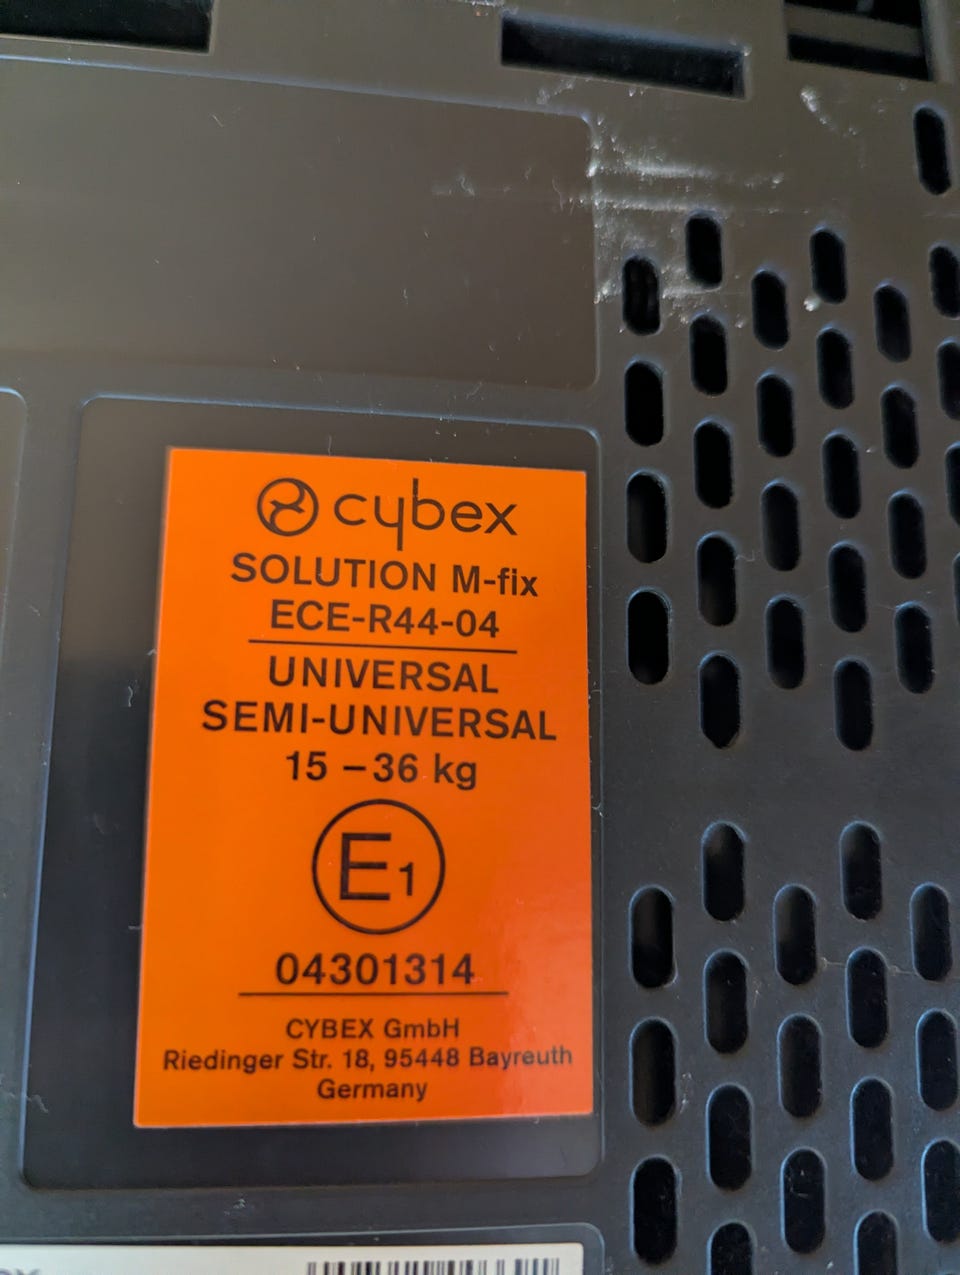 cybex
SOLUTION M-fix
ECE-R44-04
UNIVERSAL
SEMI-UNIVERSAL
15 – 36 kg
E1
04301314
CYBEX GmbH
Riedinger Str. 18, 95448 Bayreuth
Germany